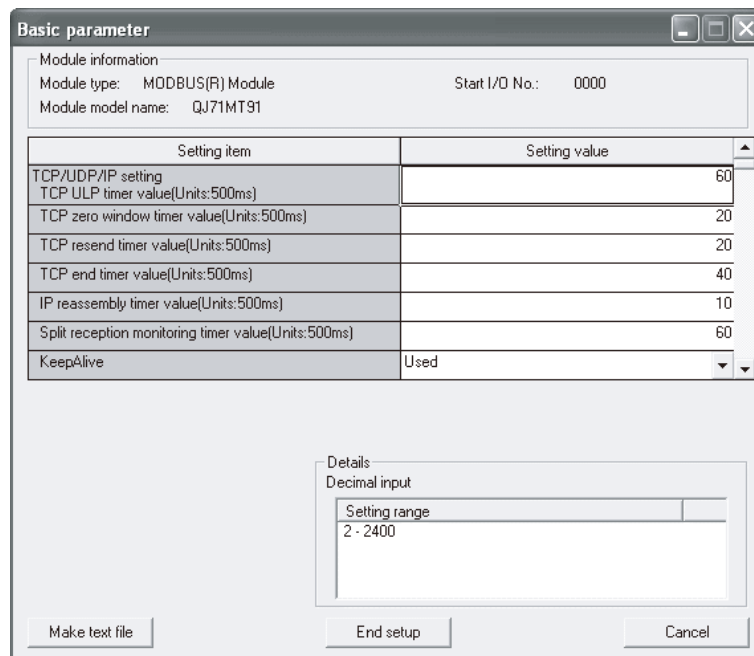 Basic parameter
Module information
Module type: MODBUS(R) Module Start I/O No.: 0000
Module model name: QJ71MT91
Setting item Setting value
TCP/UDP/IP setting
TCP ULP timer value(Units:500ms) 60
TCP zero window timer value(Units:500ms) 20
TCP resend timer value(Units:500ms) 20
TCP end timer value(Units:500ms) 40
IP reassembly timer value(Units:500ms) 10
Split reception monitoring timer value(Units:500ms) 60
KeepAlive Used
Details
Decimal input
Setting range
2 - 2400
Make text file End setup Cancel